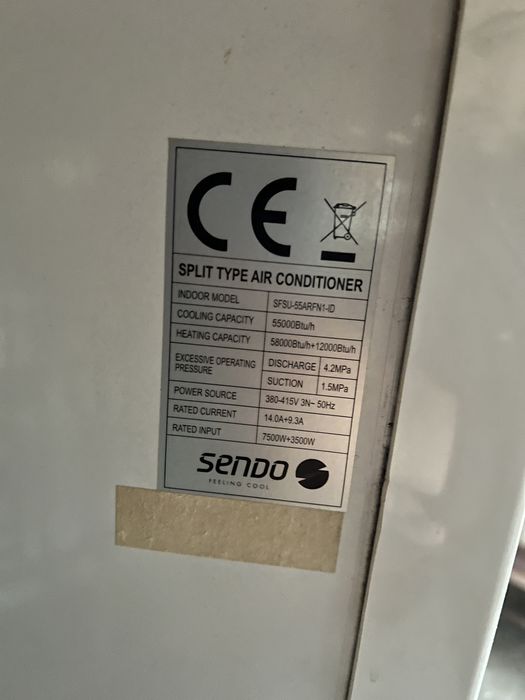 CE
SPLIT TYPE AIR CONDITIONER
INDOOR MODEL SFSU-55ARFN1-ID
COOLING CAPACITY 55000Btu/h
HEATING CAPACITY 58000Btu/h+12000Btu/h
EXCESSIVE OPERATING PRESSURE DISCHARGE 4.2MPa
SUCTION 1.5MPa
POWER SOURCE 380-415V 3N~ 50Hz
RATED CURRENT 14.0A+9.3A
RATED INPUT 7500W+3500W
SENDO
FEELING COOL